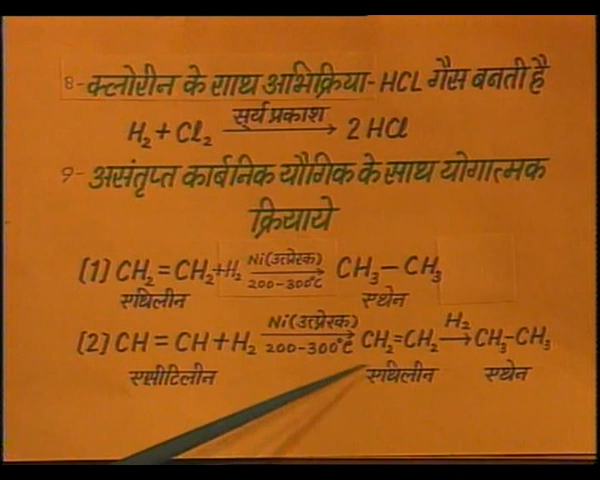 8- क्लोरीन के साथ अभिक्रिया- HCL गैस बनती है
H₂ + Cl₂ सूर्य प्रकाश → 2 HCl
9- असंतृप्त कार्बनिक यौगिक के साथ योगात्मक
क्रियाये
(1) CH₂ = CH₂ + H₂ Ni(उत्प्रेरक) 200-300°C → CH₃ - CH₃
एथिलीन एथेन
(2) CH = CH + H₂ Ni(उत्प्रेरक) 200-300°C → CH₂=CH₂ H₂ → CH₃-CH₃
एसीटिलीन एथिलीन एथेन